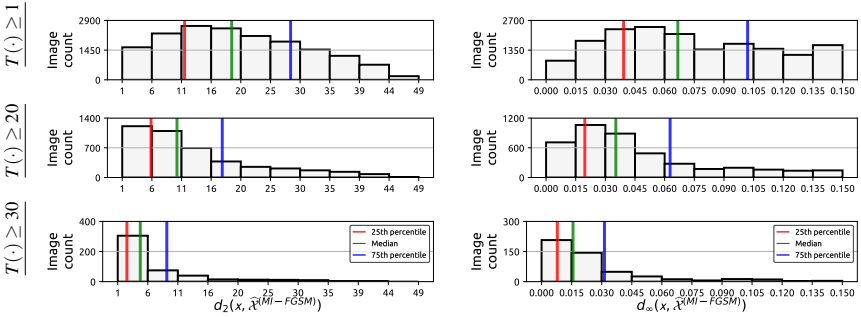 T(·) ≥ 1
Image count
2900
1450
0
1 6 11 16 20 25 30 35 39 44 49
Image count
2700
1350
0
0.000 0.015 0.030 0.045 0.060 0.075 0.090 0.105 0.120 0.135 0.150
T(·) ≥ 20
Image count
1400
700
0
1 6 11 16 20 25 30 35 39 44 49
Image count
1200
600
0
0.000 0.015 0.030 0.045 0.060 0.075 0.090 0.105 0.120 0.135 0.150
T(·) ≥ 30
Image count
400
200
0
25th percentile
Median
75th percentile
1 6 11 16 20 25 30 35 39 44 49
d₂(x, X̂^(MI−FGSM))
Image count
300
150
0
25th percentile
Median
75th percentile
0.000 0.015 0.030 0.045 0.060 0.075 0.090 0.105 0.120 0.135 0.150
d∞(x, X̂^(MI−FGSM))